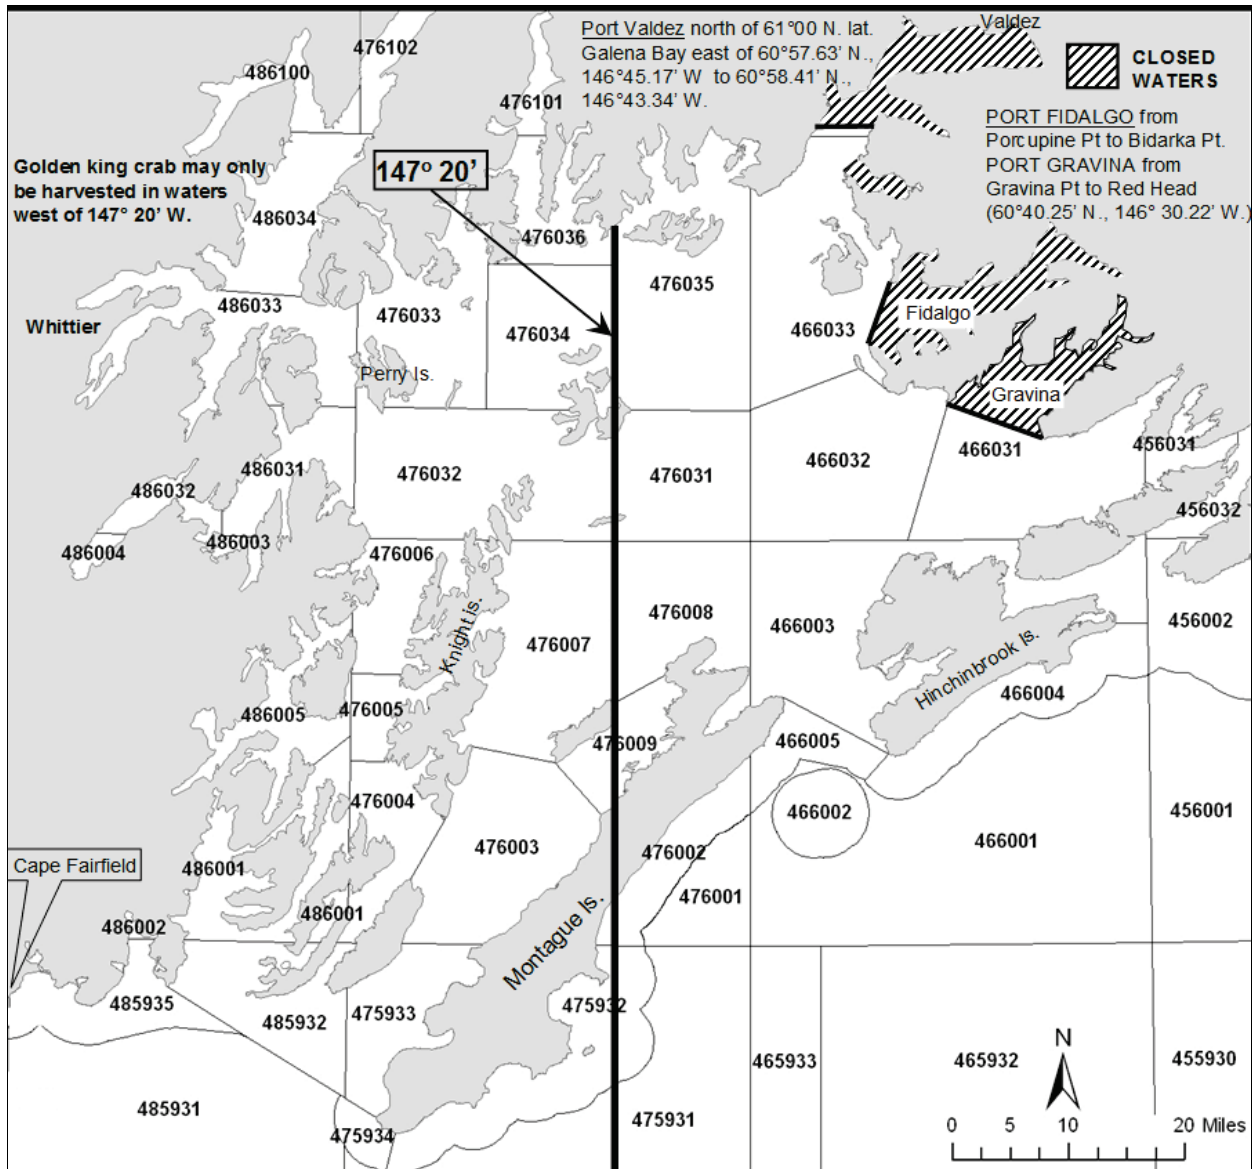 Port Valdez north of 61°00 N. lat.
Galena Bay east of 60°57.63' N.,
146°45.17' W to 60°58.41' N.,
146°43.34' W.
Valdez
CLOSED
WATERS
PORT FIDALGO from
Porcupine Pt to Bidarka Pt.
PORT GRAVINA from
Gravina Pt to Red Head
(60°40.25' N., 146° 30.22' W.)
476102
486100
476101
Golden king crab may only
be harvested in waters
west of 147° 20' W.
147° 20'
486034
476036
476035
486033
476033
476034
466033
Fidalgo
Whittier
Perry Is.
Gravina
486031
476032
476031
466032
466031
456031
486032
456032
486004
486003
476006
Knight is.
476007
476008
466003
Hinchinbrook Is.
456002
466004
486005
476005
476009
466005
476004
476003
476002
466002
466001
456001
Cape Fairfield
486001
486001
476001
486002
Montague Is.
485935
485932
475933
475932
465933
465932
455930
N
485931
475934
475931
0 5 10 20 Miles